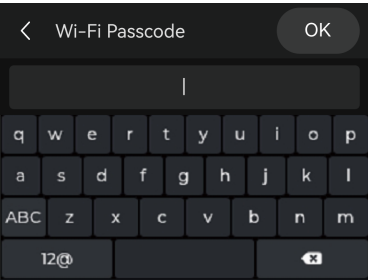 Wi-Fi Passcode OK
q w e r t y u i o p
a s d f g h j k l
ABC z x c v b n m
12@